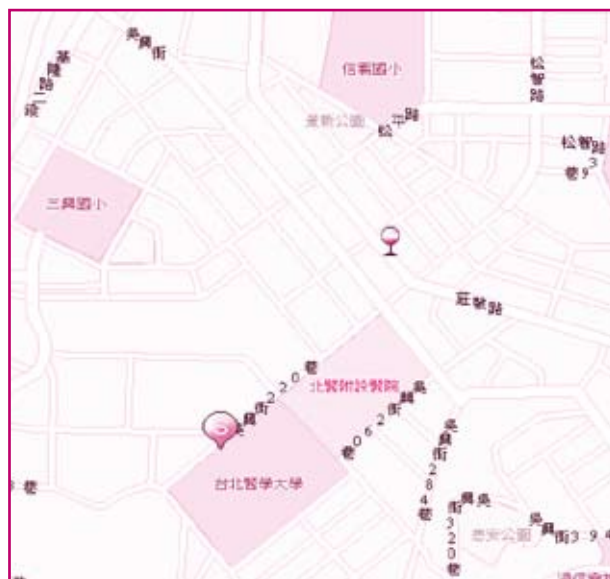 基隆路二段
吳興街
信義國小
松智路
景新公園
松平路
松智路
93巷
三興國小
莊敬路
吳興街220巷
北醫附設醫院
吳興街260巷
台北醫學大學
吳興街284巷
吳興街320巷
泰安公園
吳興街394
巷
巷